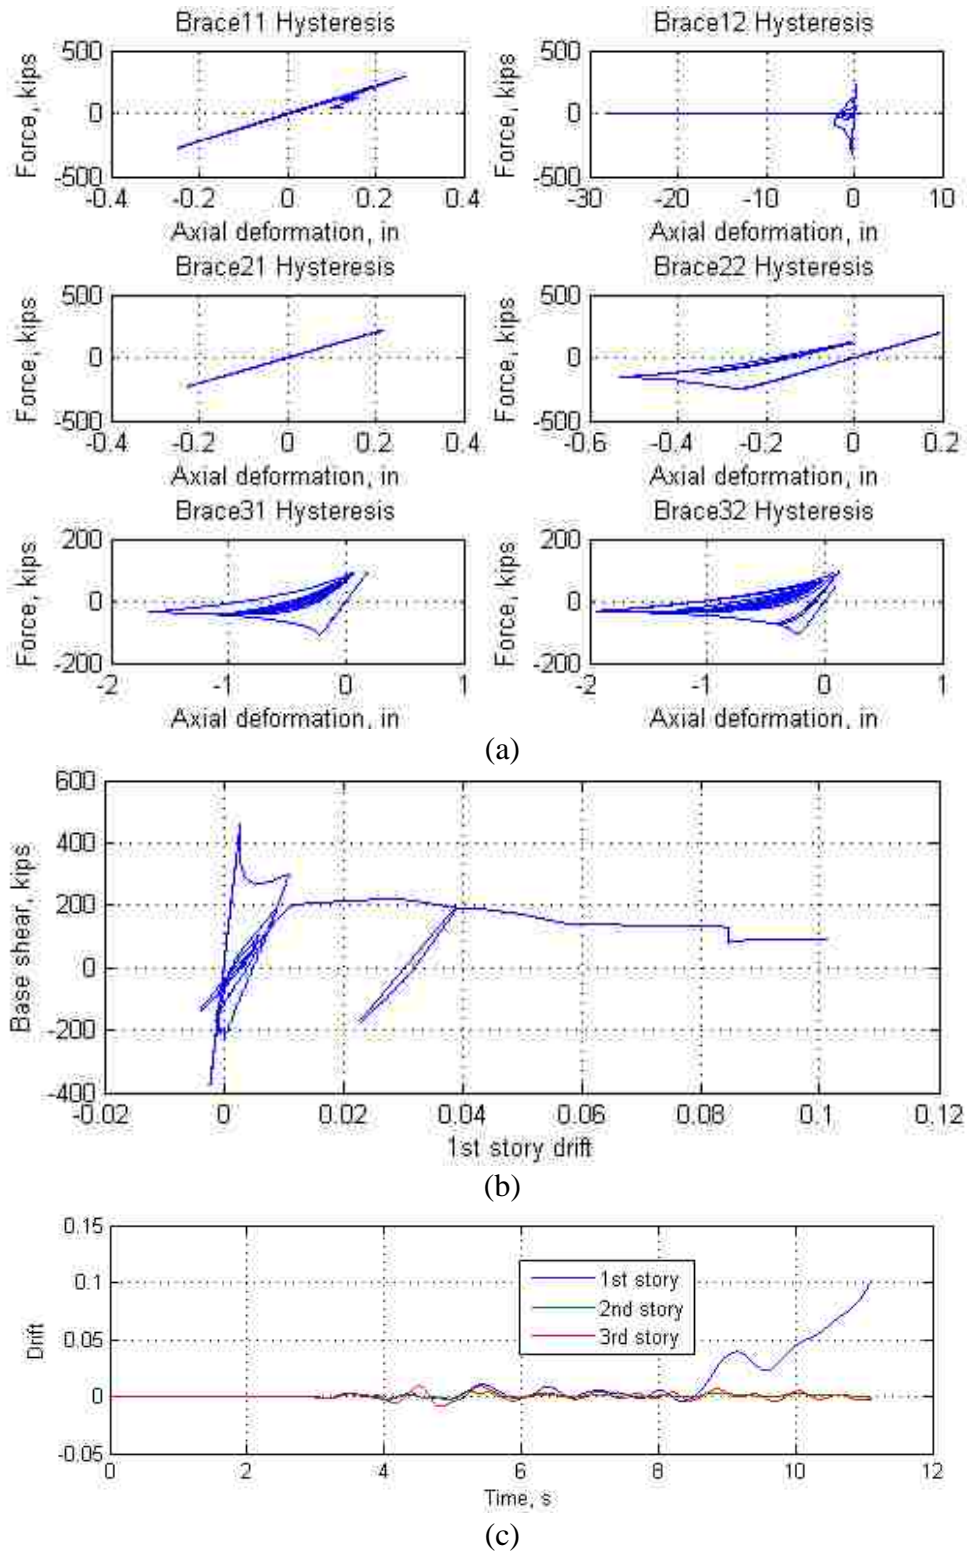 Brace11 Hysteresis
Force, kips
500
0
-500
-0.4 -0.2 0 0.2 0.4
Axial deformation, in
Brace12 Hysteresis
Force, kips
500
0
-500
-30 -20 -10 0 10
Axial deformation, in
Brace21 Hysteresis
Force, kips
500
0
-500
-0.4 -0.2 0 0.2 0.4
Axial deformation, in
Brace22 Hysteresis
Force, kips
500
0
-500
-0.6 -0.4 -0.2 0 0.2
Axial deformation, in
Brace31 Hysteresis
Force, kips
200
0
-200
-2 -1 0 1
Axial deformation, in
Brace32 Hysteresis
Force, kips
200
0
-200
-2 -1 0 1
Axial deformation, in
(a)
Base shear, kips
600
400
200
0
-200
-400
-0.02 0 0.02 0.04 0.06 0.08 0.1 0.12
1st story drift
(b)
Drift
0.15
0.1
0.05
0
-0.05
1st story
2nd story
3rd story
0 2 4 6 8 10 12
Time, s
(c)